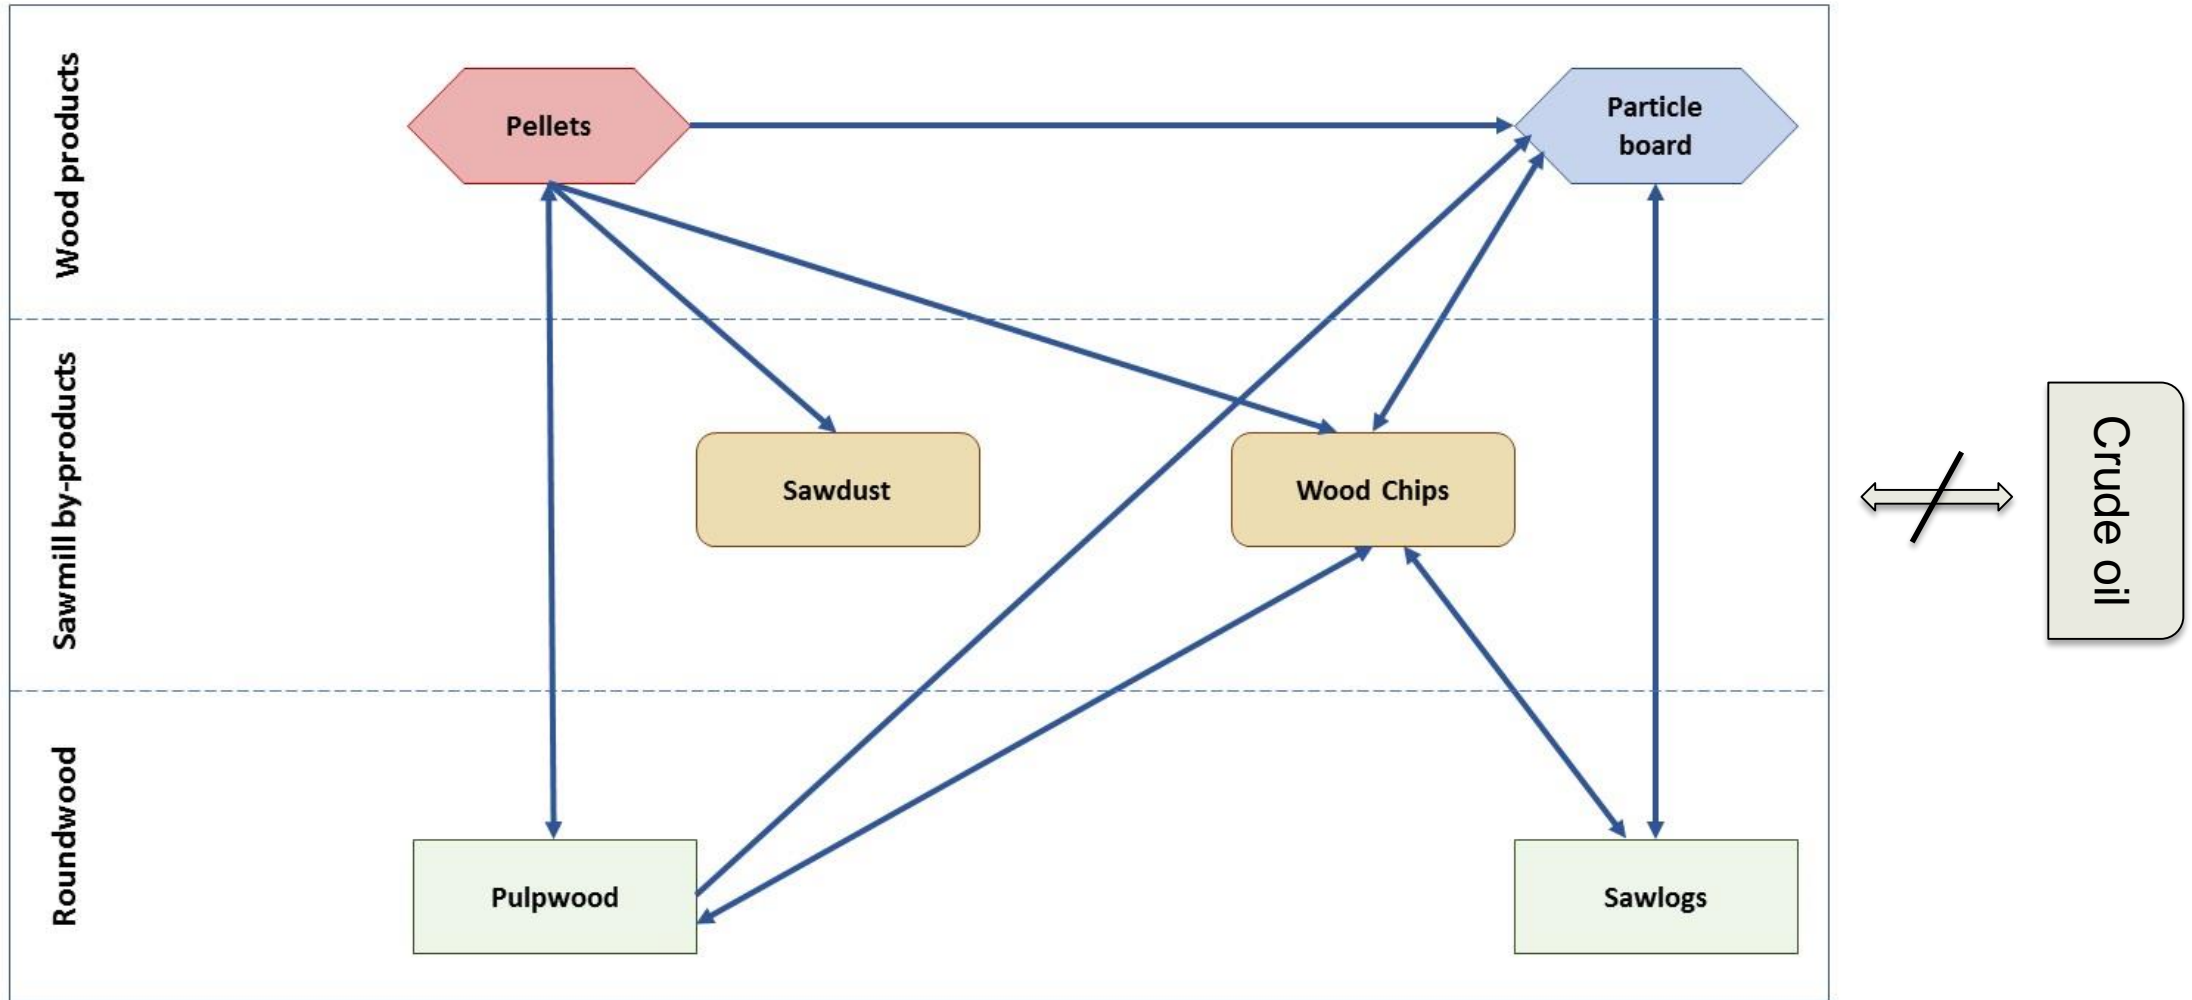 Wood products
Pellets
Particle
board
Sawmill by-products
Sawdust
Wood Chips
Crude oil
Roundwood
Pulpwood
Sawlogs